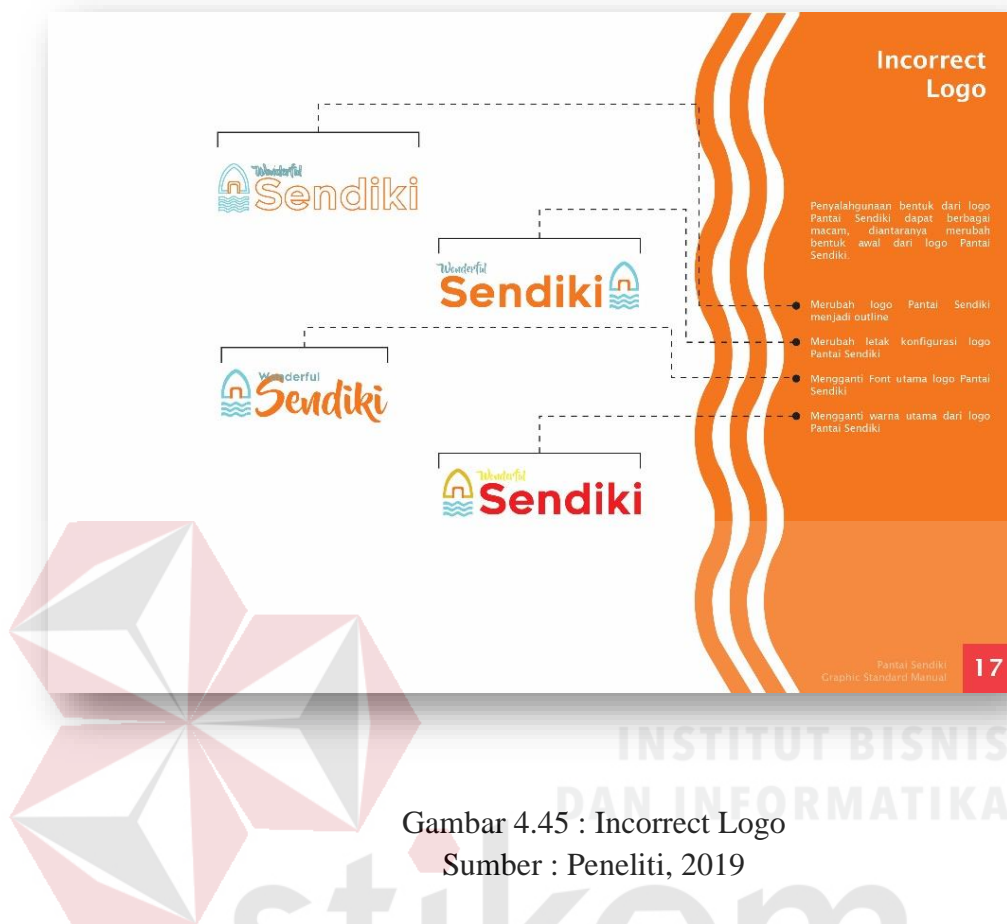 Incorrect
Logo
Wonderful
Sendiki
Wonderful
Sendiki
Wonderful
Sendiki
Wonderful
Sendiki
Penyalahgunaan bentuk dari logo
Pantai Sendiki dapat berbagai
macam, diantaranya merubah
bentuk awal dari logo Pantai
Sendiki.
Merubah logo Pantai Sendiki
menjadi outline
Merubah letak konfigurasi logo
Pantai Sendiki
Mengganti Font utama logo Pantai
Sendiki
Mengganti warna utama dari logo
Pantai Sendiki
Pantai Sendiki
Graphic Standard Manual
17
INSTITUT BISNIS
DAN INFORMATIKA
Gambar 4.45 : Incorrect Logo
Sumber : Peneliti, 2019
stikom